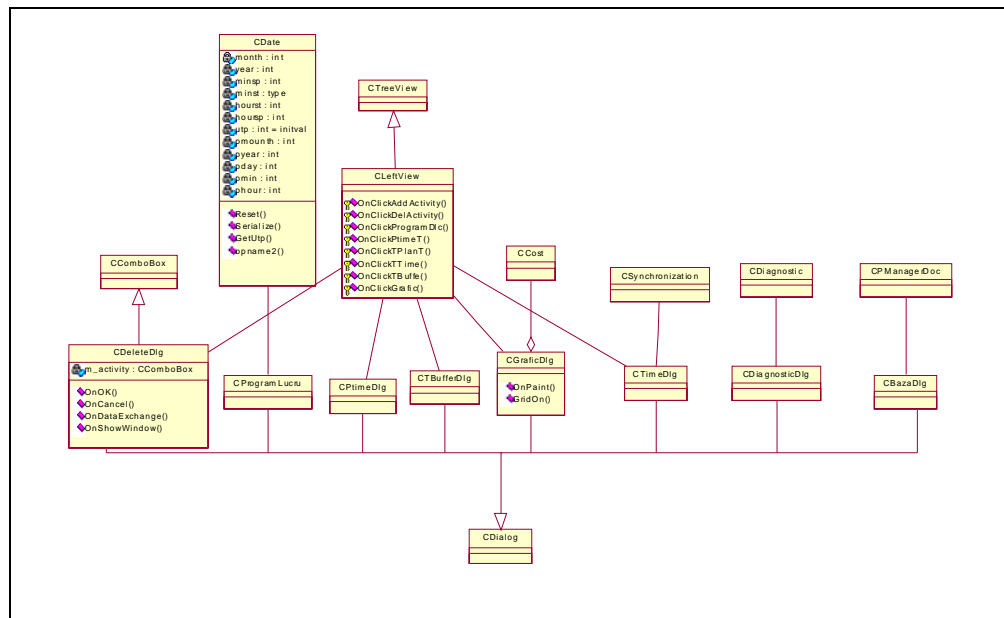 CDate
month : int
year : int
minsp : int
minst : type
hourst : int
hoursp : int
utp : int = initval
pmounth : int
pyear : int
pday : int
pmin : int
phour : int
Reset()
Serialize()
GetUtp()
opname2()
CTreeView
CLeftView
OnClickAddActivity()
OnClickDelActivity()
OnClickProgramDlc()
OnClickPtimeT()
OnClickTPlanT()
OnClickTTime()
OnClickTBuffe()
OnClickGrafic()
CComboBox
CCost
CSynchronization
CDiagnostic
CPManagerDoc
CDeleteDlg
m_activity : CComboBox
OnOK()
OnCancel()
OnDataExchange()
OnShowWindow()
CProgramLucru
CPtimeDlg
CTBufferDlg
CGraficDlg
OnPaint()
GridOn()
CTimeDlg
CDiagnosticDlg
CBazaDlg
CDialog